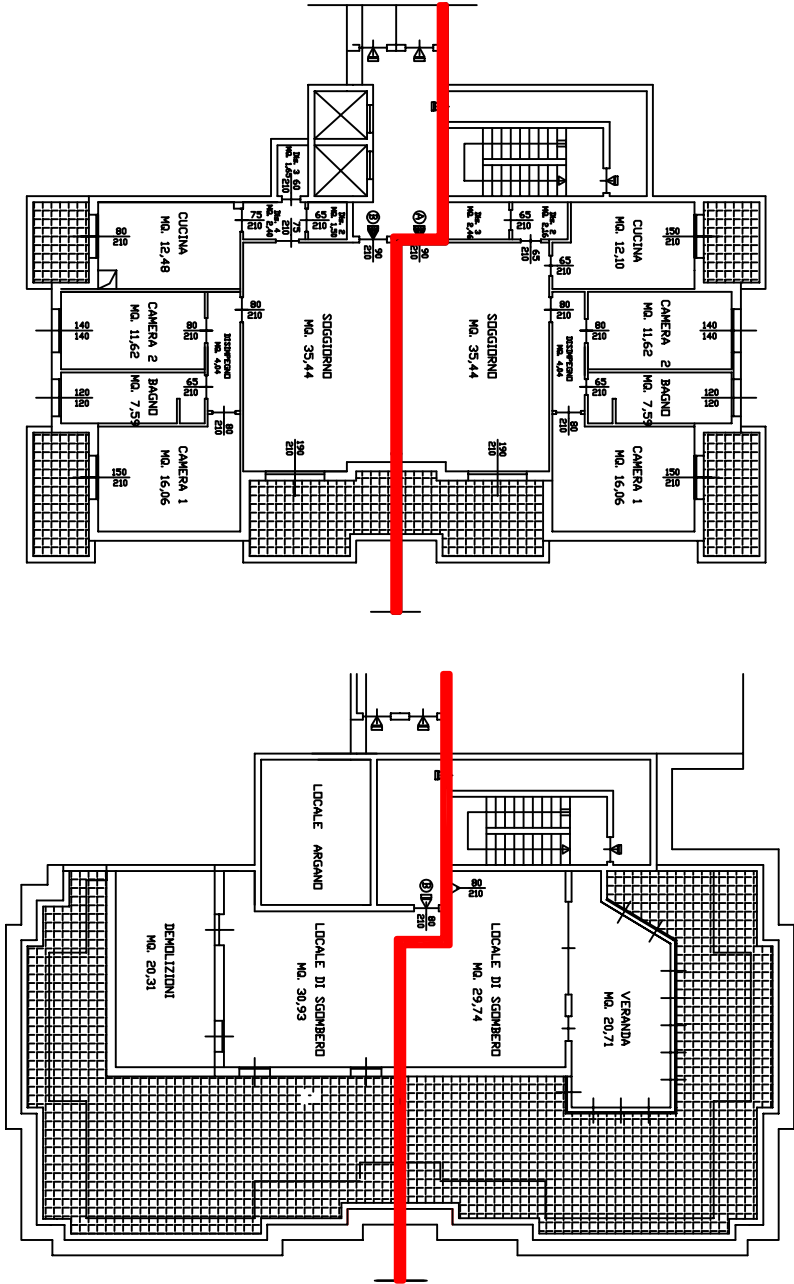 Dis. 3
MQ. 1,65
60
210
CUCINA
MQ. 12,48
80
210
75
210
Dis. 4
75
210
65
210
Dis. 2
MQ. 1,50
B
90
210
A
90
210
Dis. 3
MQ. 2,46
65
210
Dis. 2
65
210
65
210
CUCINA
MQ. 12,10
150
210
CAMERA 2
MQ. 11,62
140
140
80
210
DISIMPEGNO
MQ. 4,04
80
210
SOGGIORNO
MQ. 35,44
SOGGIORNO
MQ. 35,44
80
210
DISIMPEGNO
MQ. 4,04
80
210
CAMERA 2
MQ. 11,62
140
140
BAGNO
MQ. 7,59
120
120
65
210
80
210
65
210
80
210
BAGNO
MQ. 7,59
120
120
CAMERA 1
MQ. 16,06
150
210
190
210
190
210
CAMERA 1
MQ. 16,06
150
210
LOCALE ARGANO
B
80
210
80
210
DEMOLIZIONI
MQ. 20,31
LOCALE DI SGOMBERO
MQ. 30,93
LOCALE DI SGOMBERO
MQ. 29,74
VERANDA
MQ. 20,71